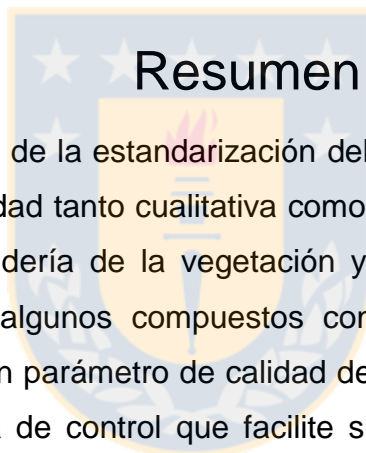 Resumen
de la estandarización del
dad tanto cualitativa como
dería de la vegetación y
algunos compuestos con
n parámetro de calidad de
de control que facilite s